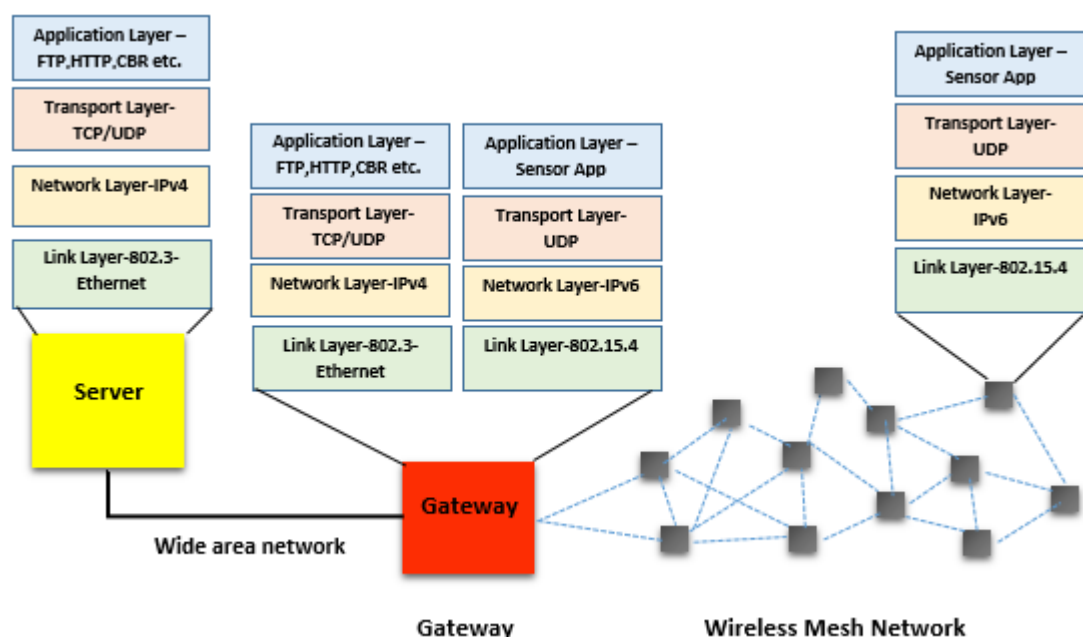 Application Layer –
FTP,HTTP,CBR etc.
Transport Layer-
TCP/UDP
Network Layer-IPv4
Link Layer-802.3-
Ethernet
Server
Application Layer –
FTP,HTTP,CBR etc.
Transport Layer-
TCP/UDP
Network Layer-IPv4
Link Layer-802.3-
Ethernet
Application Layer –
Sensor App
Transport Layer-
UDP
Network Layer-IPv6
Link Layer-802.15.4
Application Layer –
Sensor App
Transport Layer-
UDP
Network Layer-
IPv6
Link Layer-802.15.4
Gateway
Wide area network
Gateway
Wireless Mesh Network